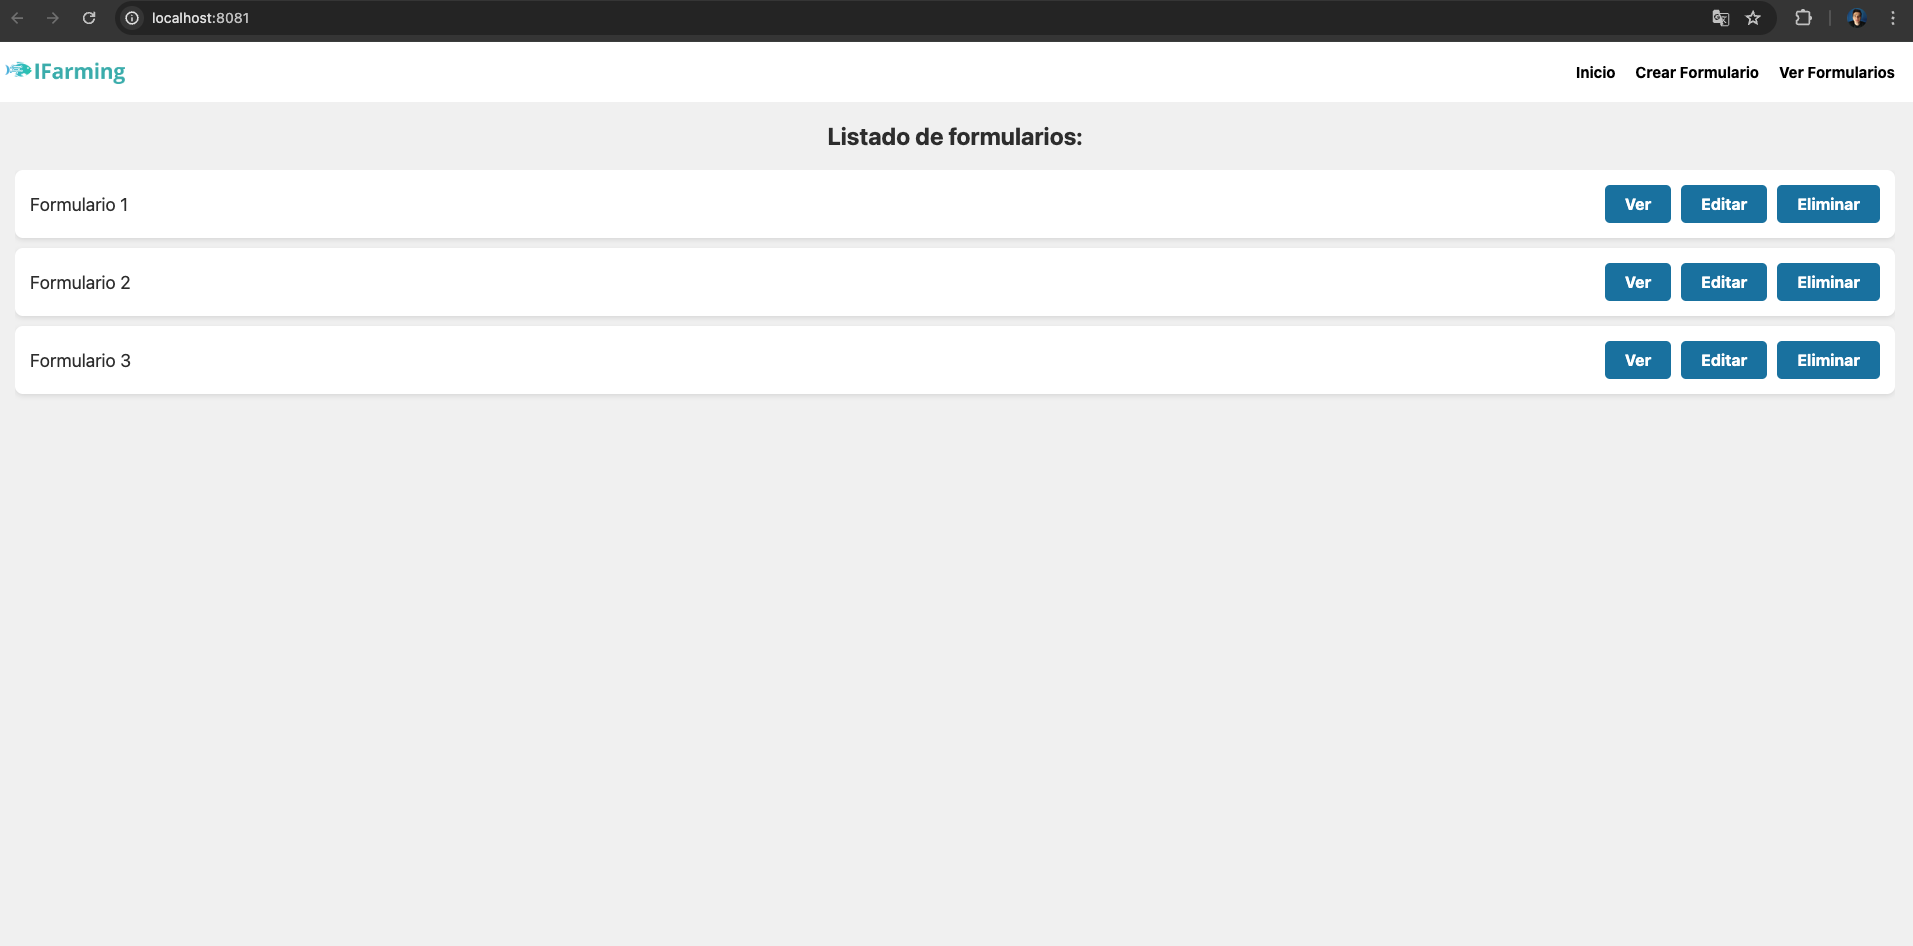 localhost:8081
IFarming
Inicio Crear Formulario Ver Formularios
Listado de formularios:
Formulario 1 Ver Editar Eliminar
Formulario 2 Ver Editar Eliminar
Formulario 3 Ver Editar Eliminar